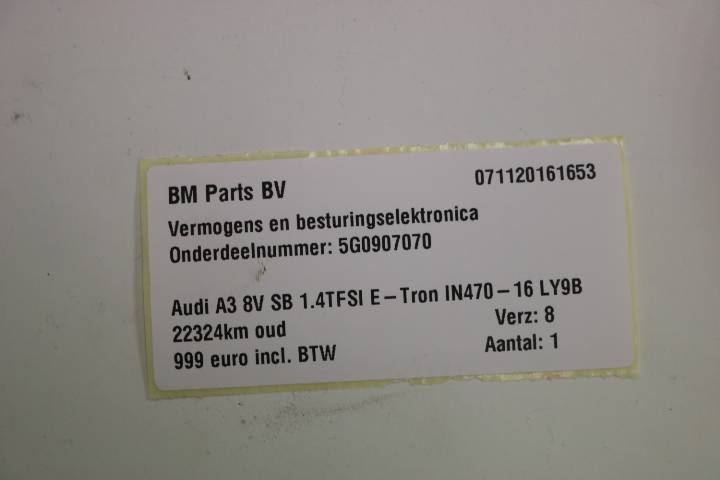 BM Parts BV 071120161653
Vermogens en besturingselektronica
Onderdeelnummer: 5G0907070
Audi A3 8V SB 1.4TFSI E-Tron IN470-16 LY9B
22324km oud Verz: 8
999 euro incl. BTW Aantal: 1